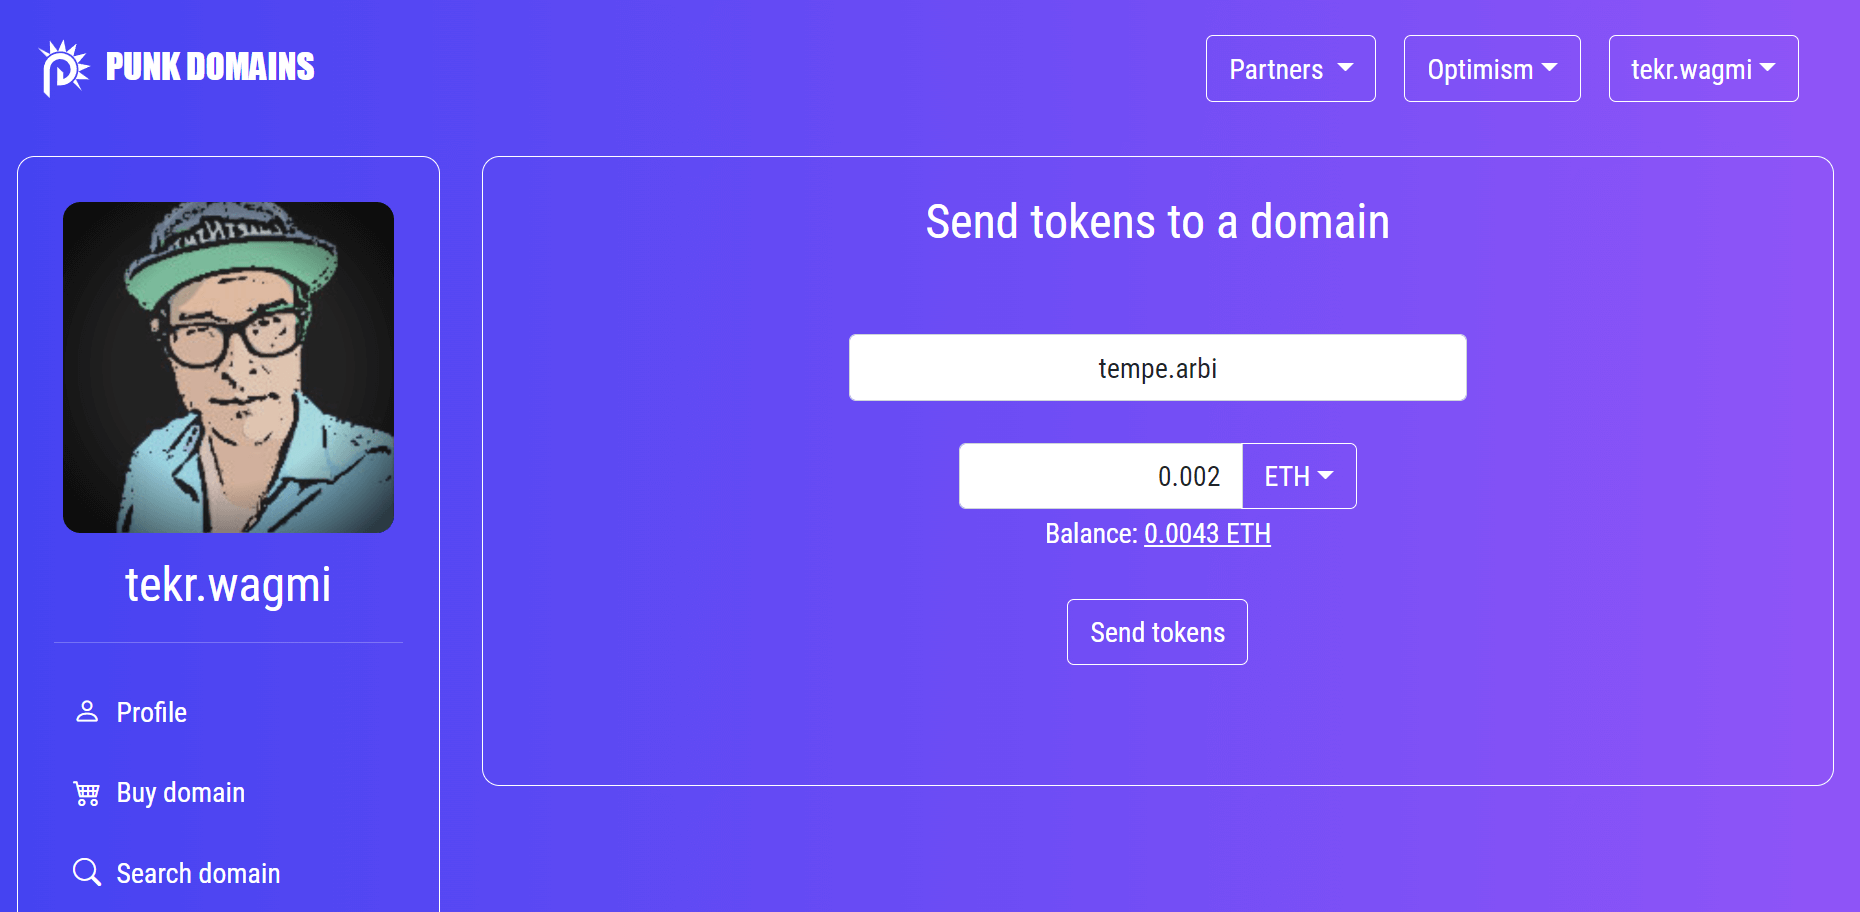 PUNK DOMAINS
Partners
Optimism
tekr.wagmi
tekr.wagmi
Profile
Buy domain
Search domain
Send tokens to a domain
tempe.arbi
0.002 ETH
Balance: 0.0043 ETH
Send tokens